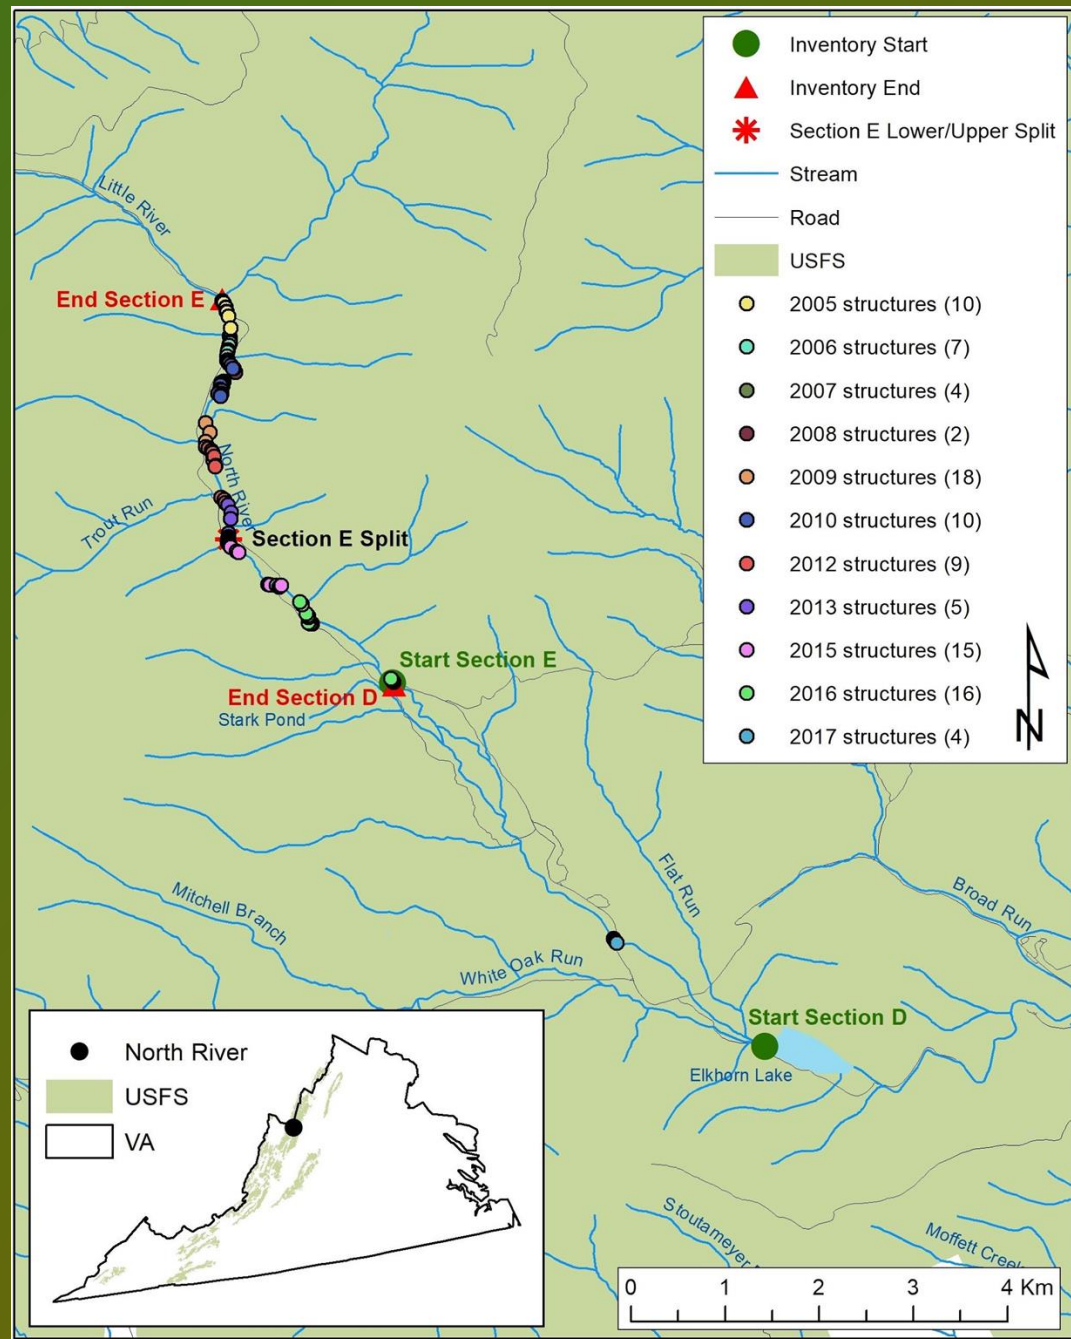 Inventory Start
Inventory End
Section E Lower/Upper Split
Stream
Road
USFS
2005 structures (10)
2006 structures (7)
2007 structures (4)
2008 structures (2)
2009 structures (18)
2010 structures (10)
2012 structures (9)
2013 structures (5)
2015 structures (15)
2016 structures (16)
2017 structures (4)
N
Little River
End Section E
North River
Trout Run
Section E Split
Start Section E
End Section D
Stark Pond
Flat Run
Mitchell Branch
Broad Run
White Oak Run
Start Section D
Elkhorn Lake
North River
USFS
VA
Stoutameyer
Moffett Creek
0 1 2 3 4 Km